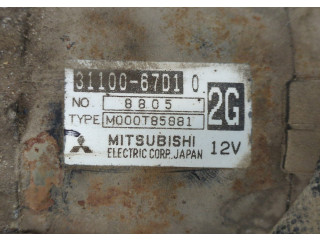 31100-67D1 0
2G
NO. 8805
TYPE M000T85881
MITSUBISHI
ELECTRIC CORP. JAPAN 12V